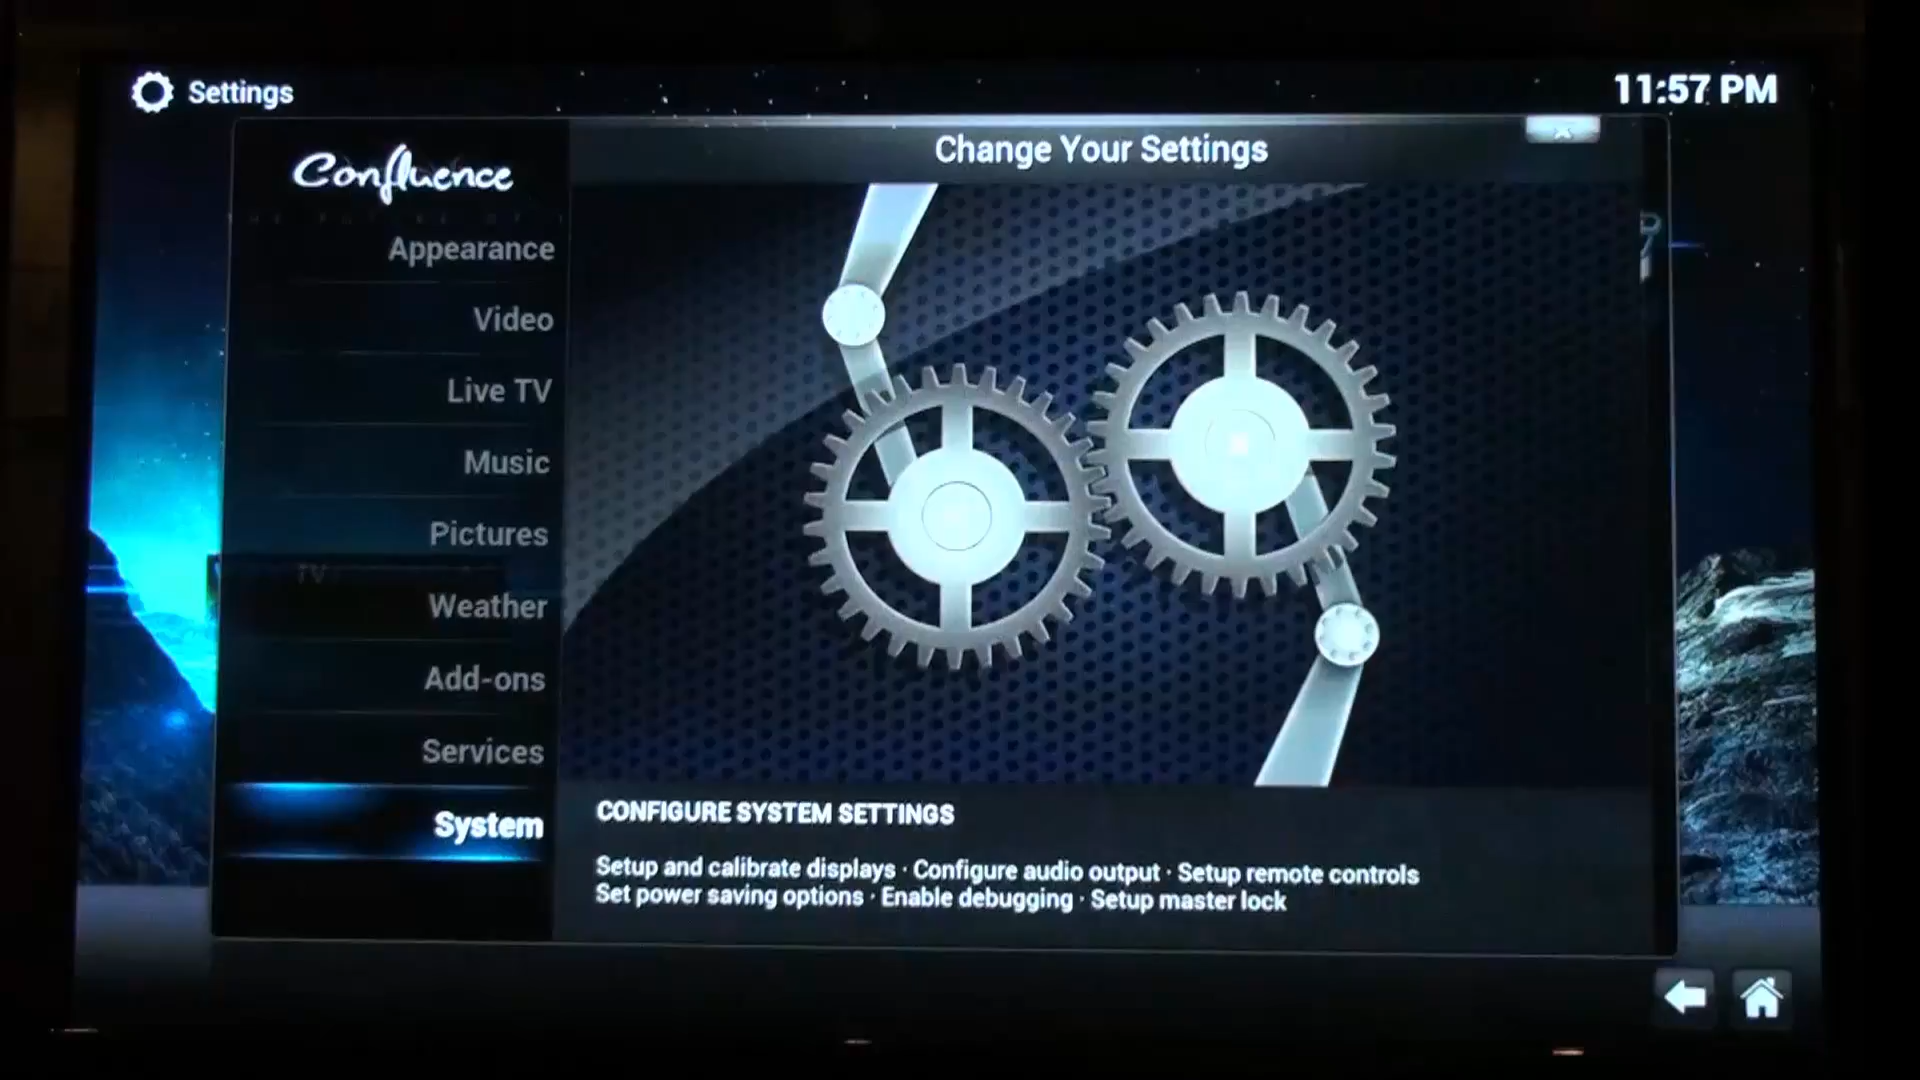 Settings
11:57 PM
Confluence
Change Your Settings
Appearance
Video
Live TV
Music
Pictures
TV
Weather
Add-ons
Services
System
CONFIGURE SYSTEM SETTINGS
Setup and calibrate displays · Configure audio output · Setup remote controls
Set power saving options · Enable debugging · Setup master lock